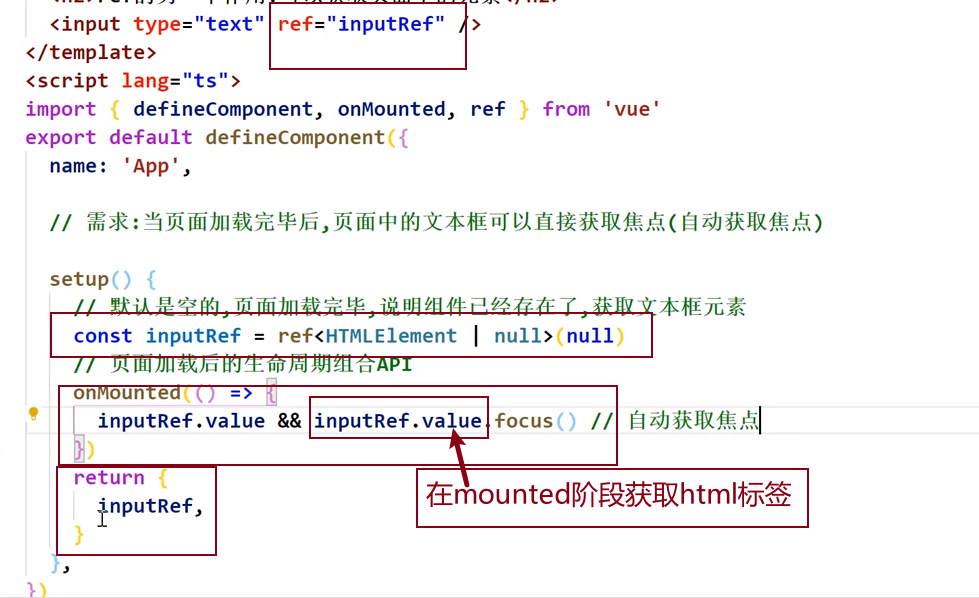 <input type="text" ref="inputRef" />
</template>
<script lang="ts">
import { defineComponent, onMounted, ref } from 'vue'
export default defineComponent({
name: 'App',
// 需求:当页面加载完毕后,页面中的文本框可以直接获取焦点(自动获取焦点)
setup() {
// 默认是空的,页面加载完毕,说明组件已经存在了,获取文本框元素
const inputRef = ref<HTMLElement | null>(null)
// 页面加载后的生命周期组合API
onMounted(() => {
inputRef.value && inputRef.value.focus() // 自动获取焦点
})
在mounted阶段获取html标签
return {
inputRef,
}
},
})